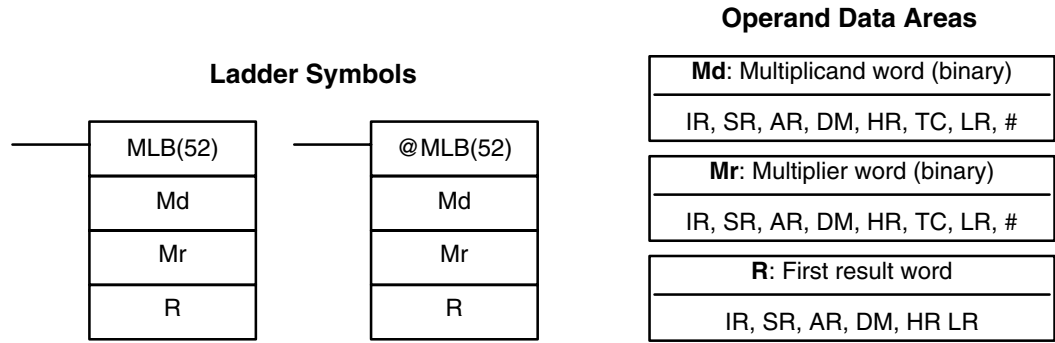 Operand Data Areas
Ladder Symbols
Md: Multiplicand word (binary)
IR, SR, AR, DM, HR, TC, LR, #
MLB(52)
Md
Mr
R
@MLB(52)
Md
Mr
R
Mr: Multiplier word (binary)
IR, SR, AR, DM, HR, TC, LR, #
R: First result word
IR, SR, AR, DM, HR LR